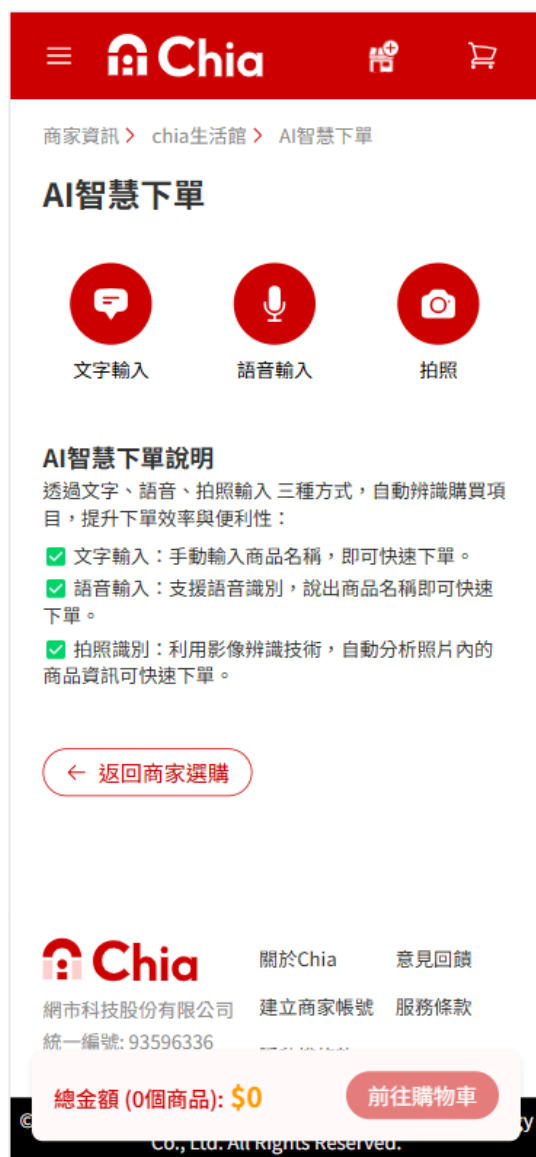 Chia
商家資訊 > chia生活館 > AI智慧下單
AI智慧下單
文字輸入 語音輸入 拍照
AI智慧下單說明
透過文字、語音、拍照輸入 三種方式，自動辨識購買項
目，提升下單效率與便利性：
✅ 文字輸入：手動輸入商品名稱，即可快速下單。
✅ 語音輸入：支援語音識別，說出商品名稱即可快速
下單。
✅ 拍照識別：利用影像辨識技術，自動分析照片內的
商品資訊可快速下單。
← 返回商家選購
Chia
關於Chia 意見回饋
網市科技股份有限公司
建立商家帳號 服務條款
統一編號: 93596336
總金額 (0個商品): $0 前往購物車
©
Co., Ltd. All Rights Reserved.